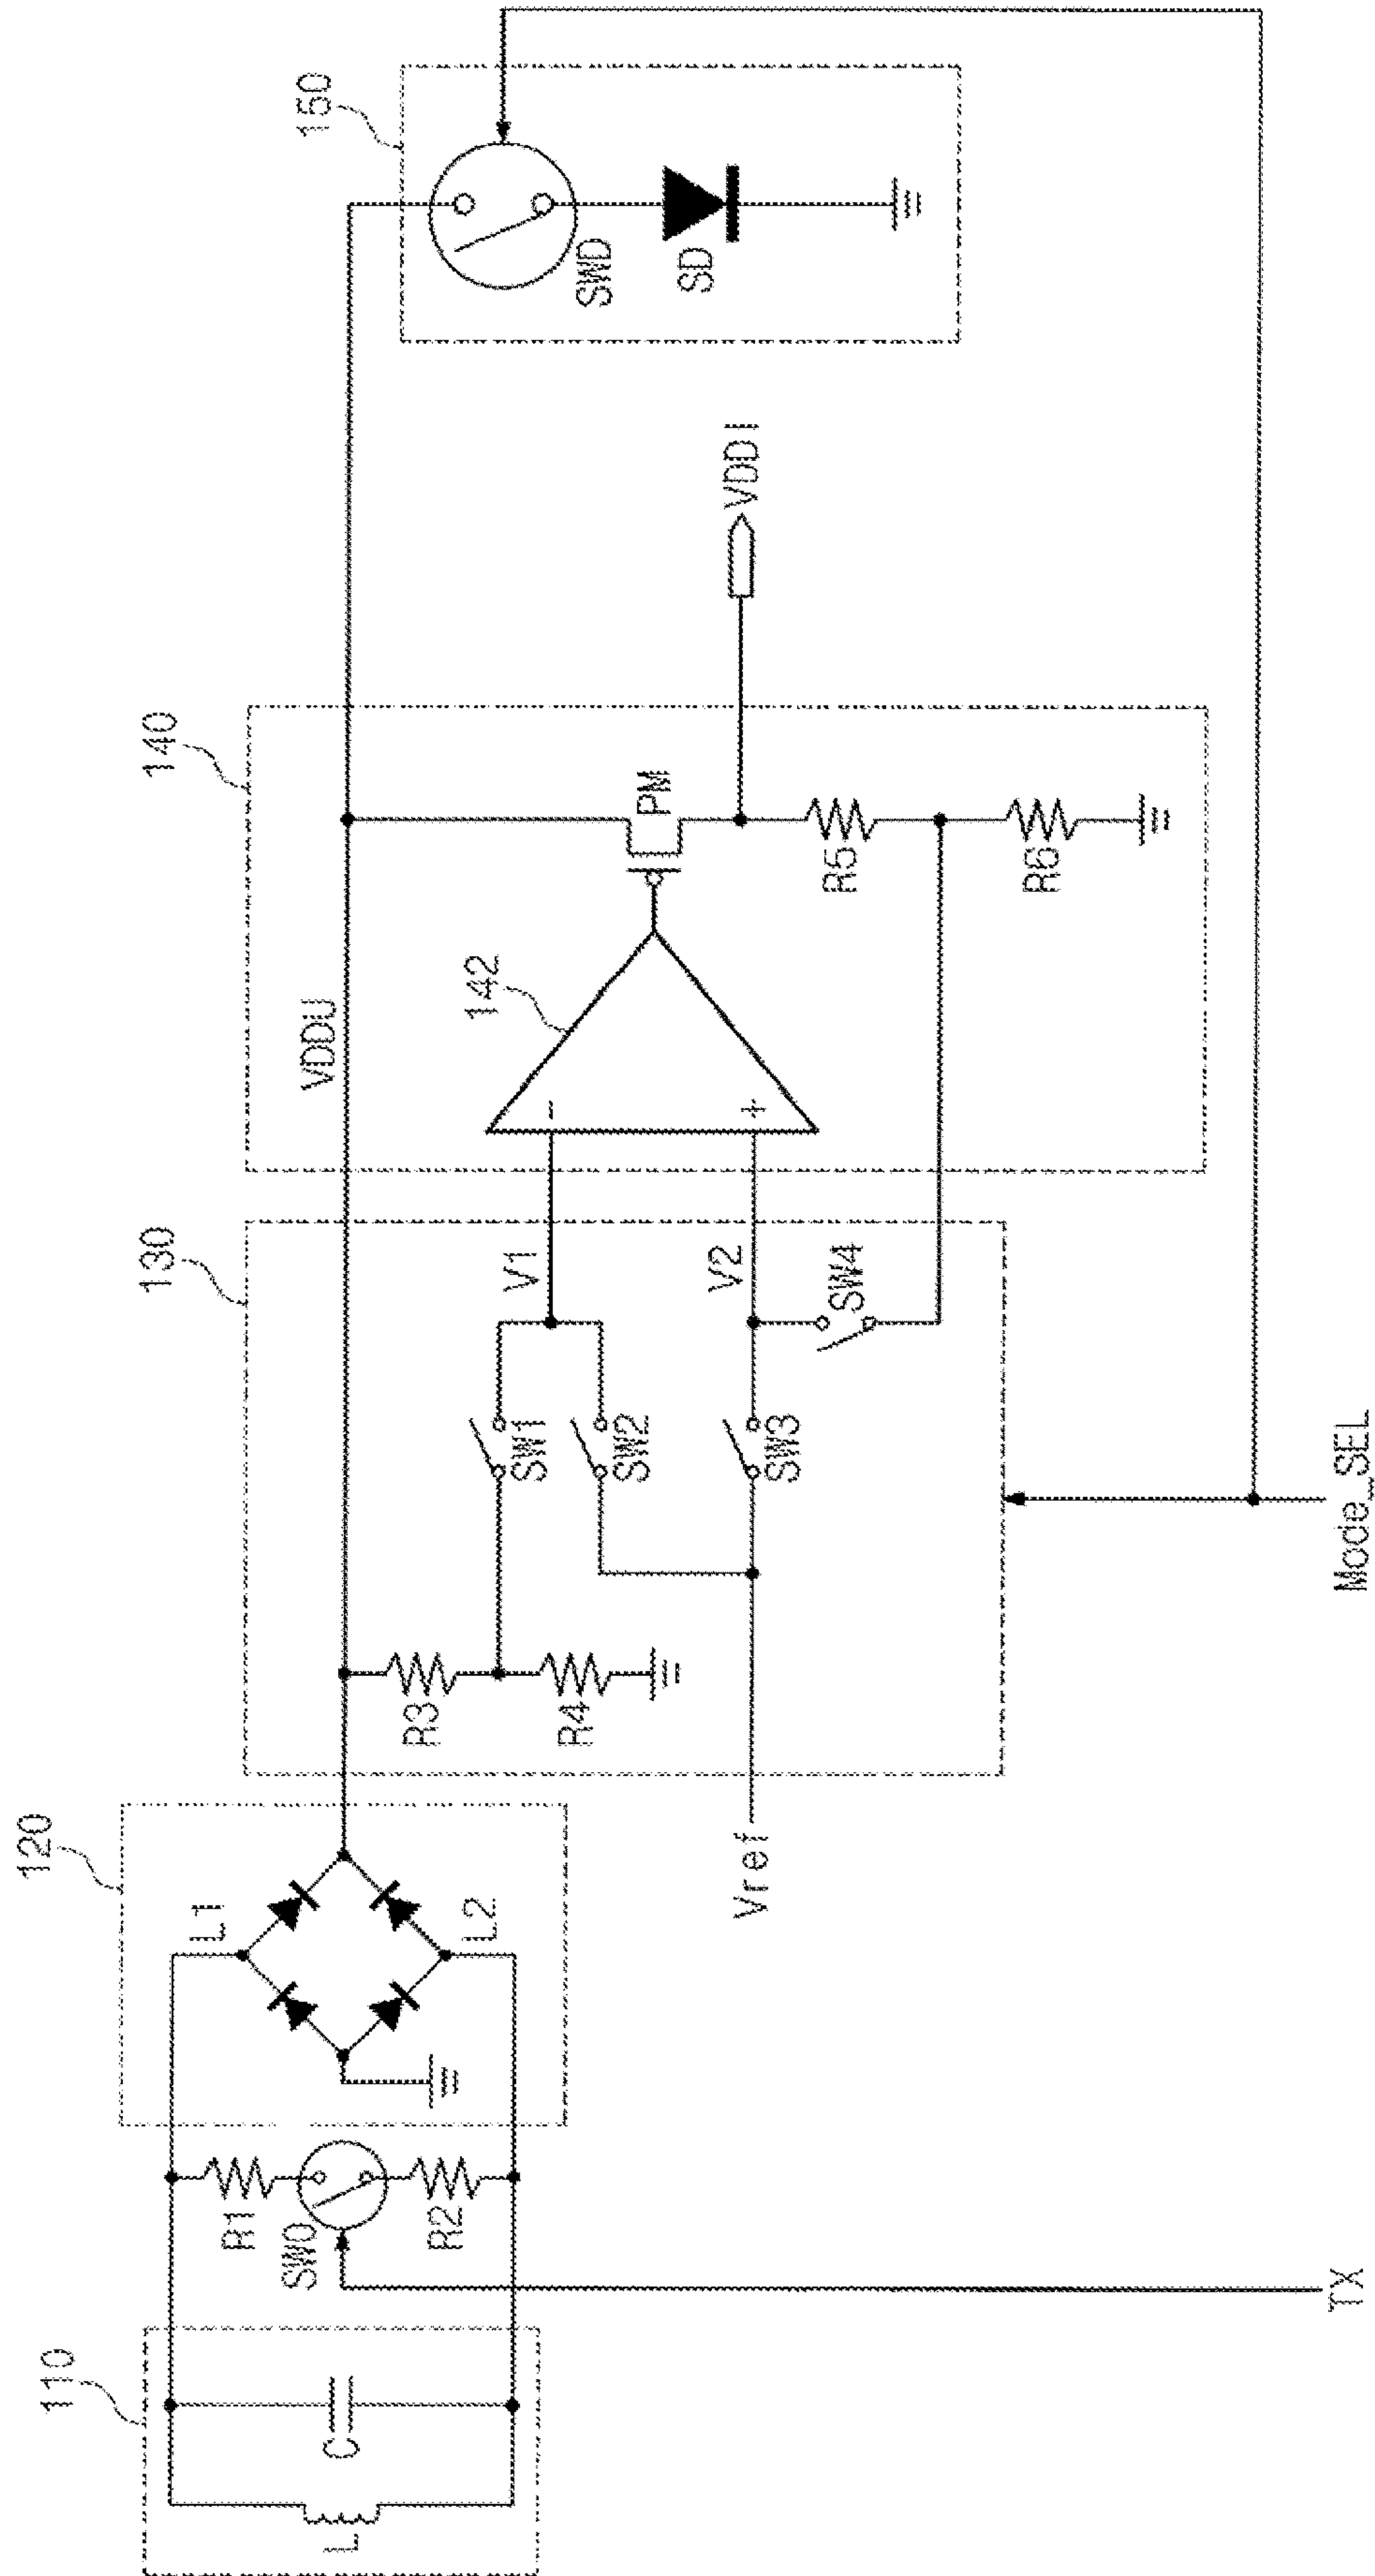 110
L
C
TX
SW0
R1
R2
120
L1
L2
130
R3
R4
Vref
SW1
SW2
SW3
SW4
V1
V2
Mode_SEL
140
VDDU
142
-
+
PM
R5
R6
VDDI
150
SWD
SD